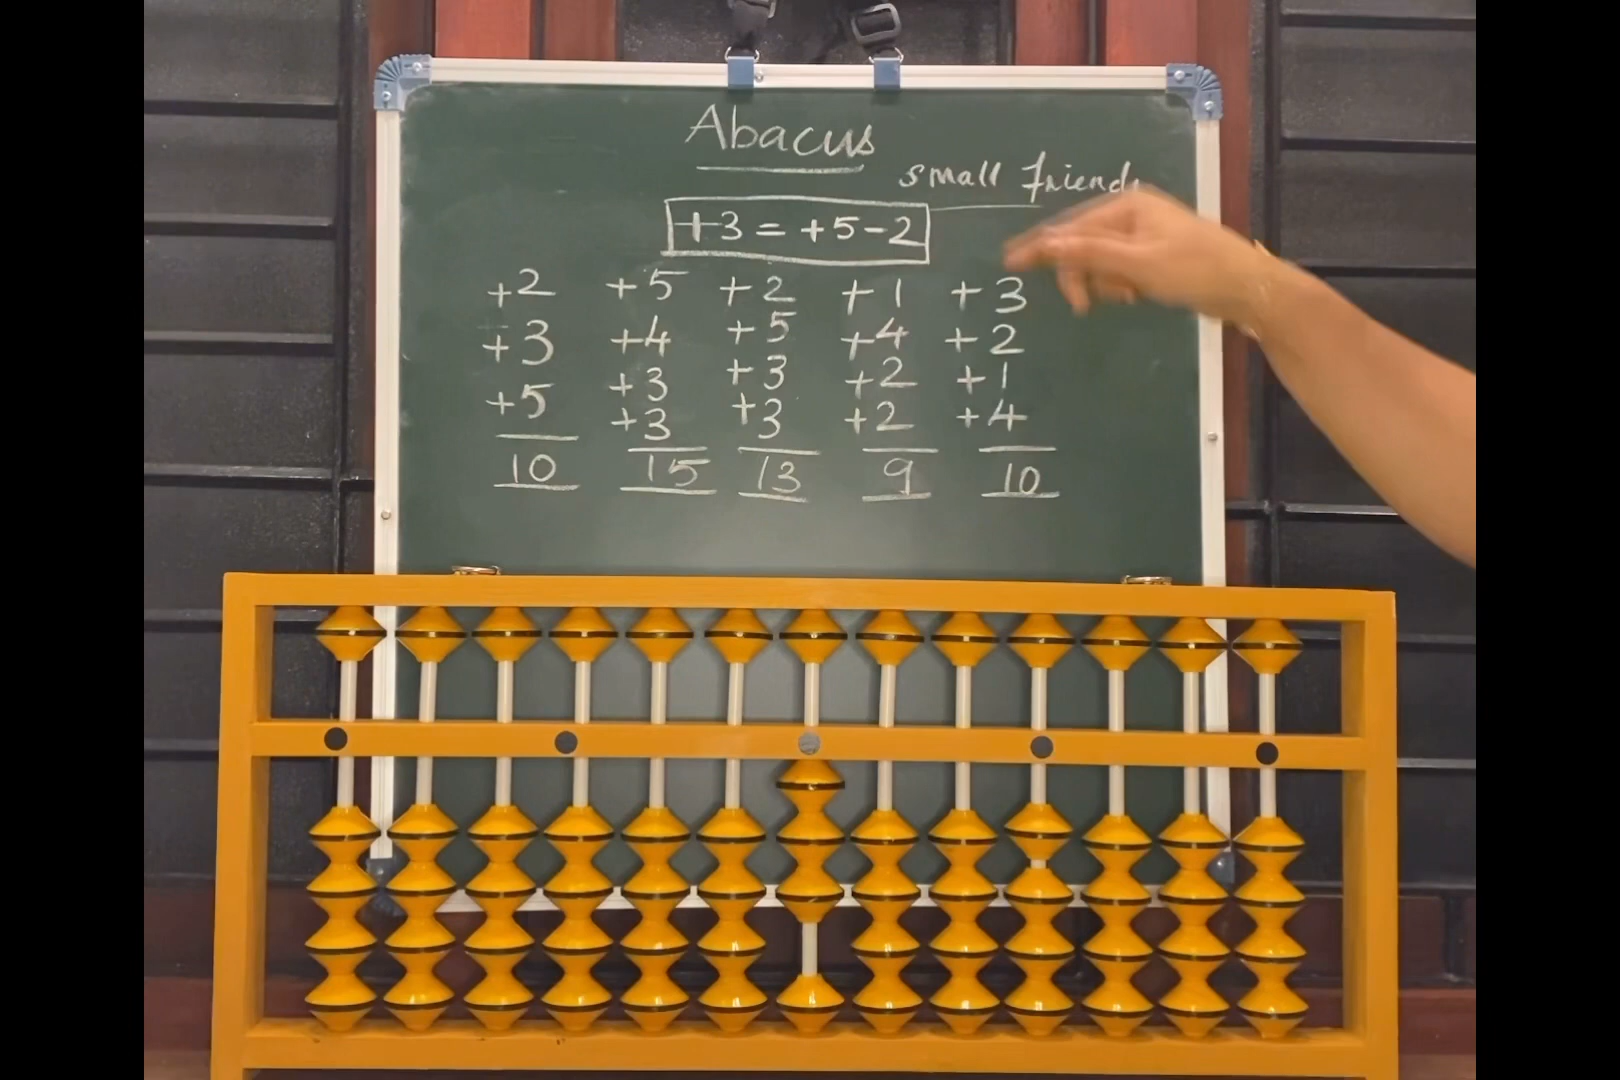 Abacus
small friends
+3 = +5-2
+2 +5 +2 +1 +3
+3 +4 +5 +4 +2
+5 +3 +3 +2 +1
+3 +3 +2 +4
10 15 13 9 10